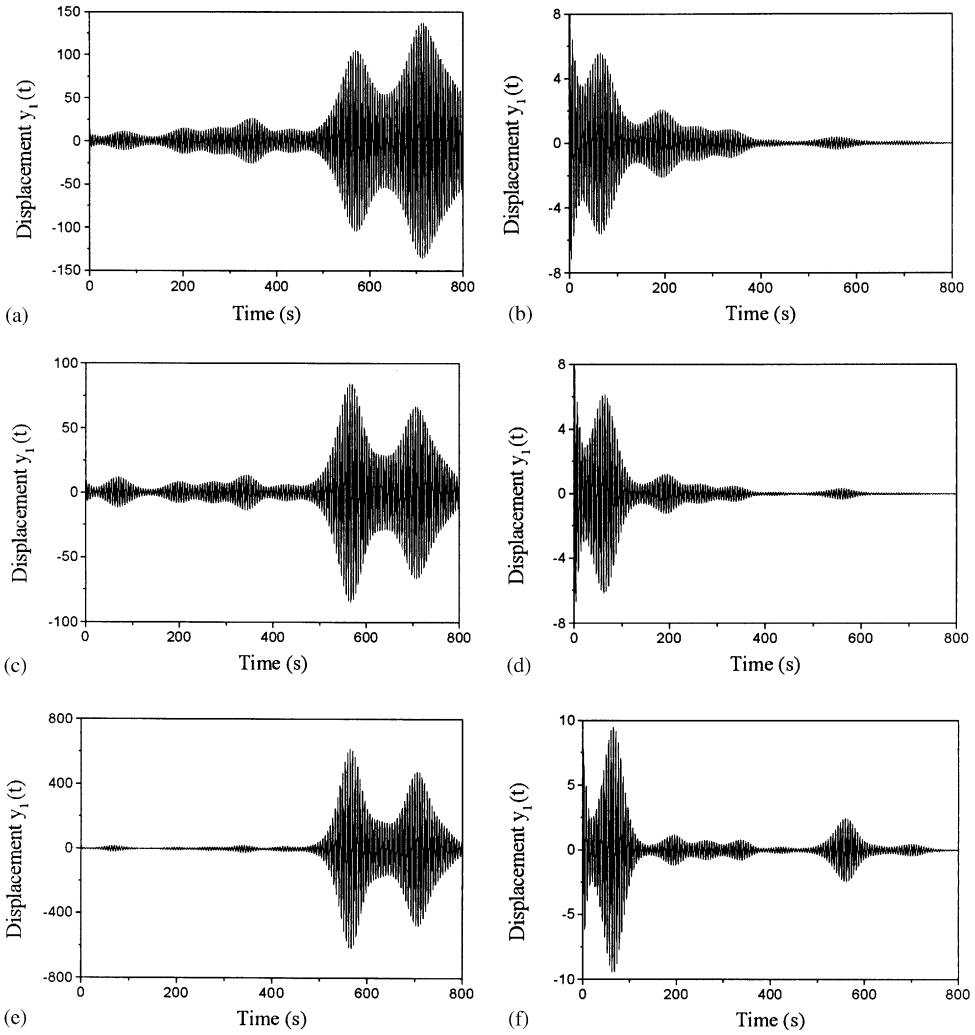 150
100
50
0
-50
-100
-150
Displacement y1(t)
0 200 400 600 800
Time (s)
(a)
8
4
0
-4
-8
Displacement y1(t)
0 200 400 600 800
Time (s)
(b)
100
50
0
-50
-100
Displacement y1(t)
0 200 400 600 800
Time (s)
(c)
8
4
0
-4
-8
Displacement y1(t)
0 200 400 600 800
Time (s)
(d)
800
400
0
-400
-800
Displacement y1(t)
0 200 400 600 800
Time (s)
(e)
10
5
0
-5
-10
Displacement y1(t)
0 200 400 600 800
Time (s)
(f)